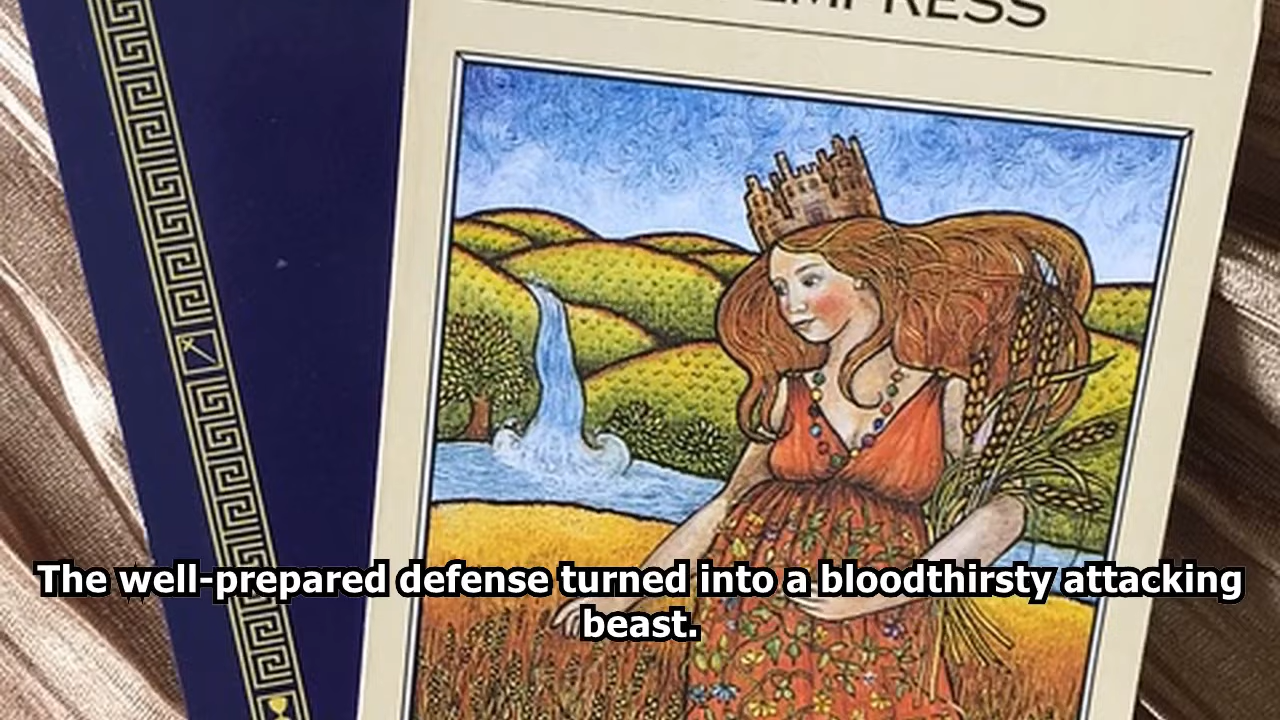 The well-prepared defense turned into a bloodthirsty attacking
beast.